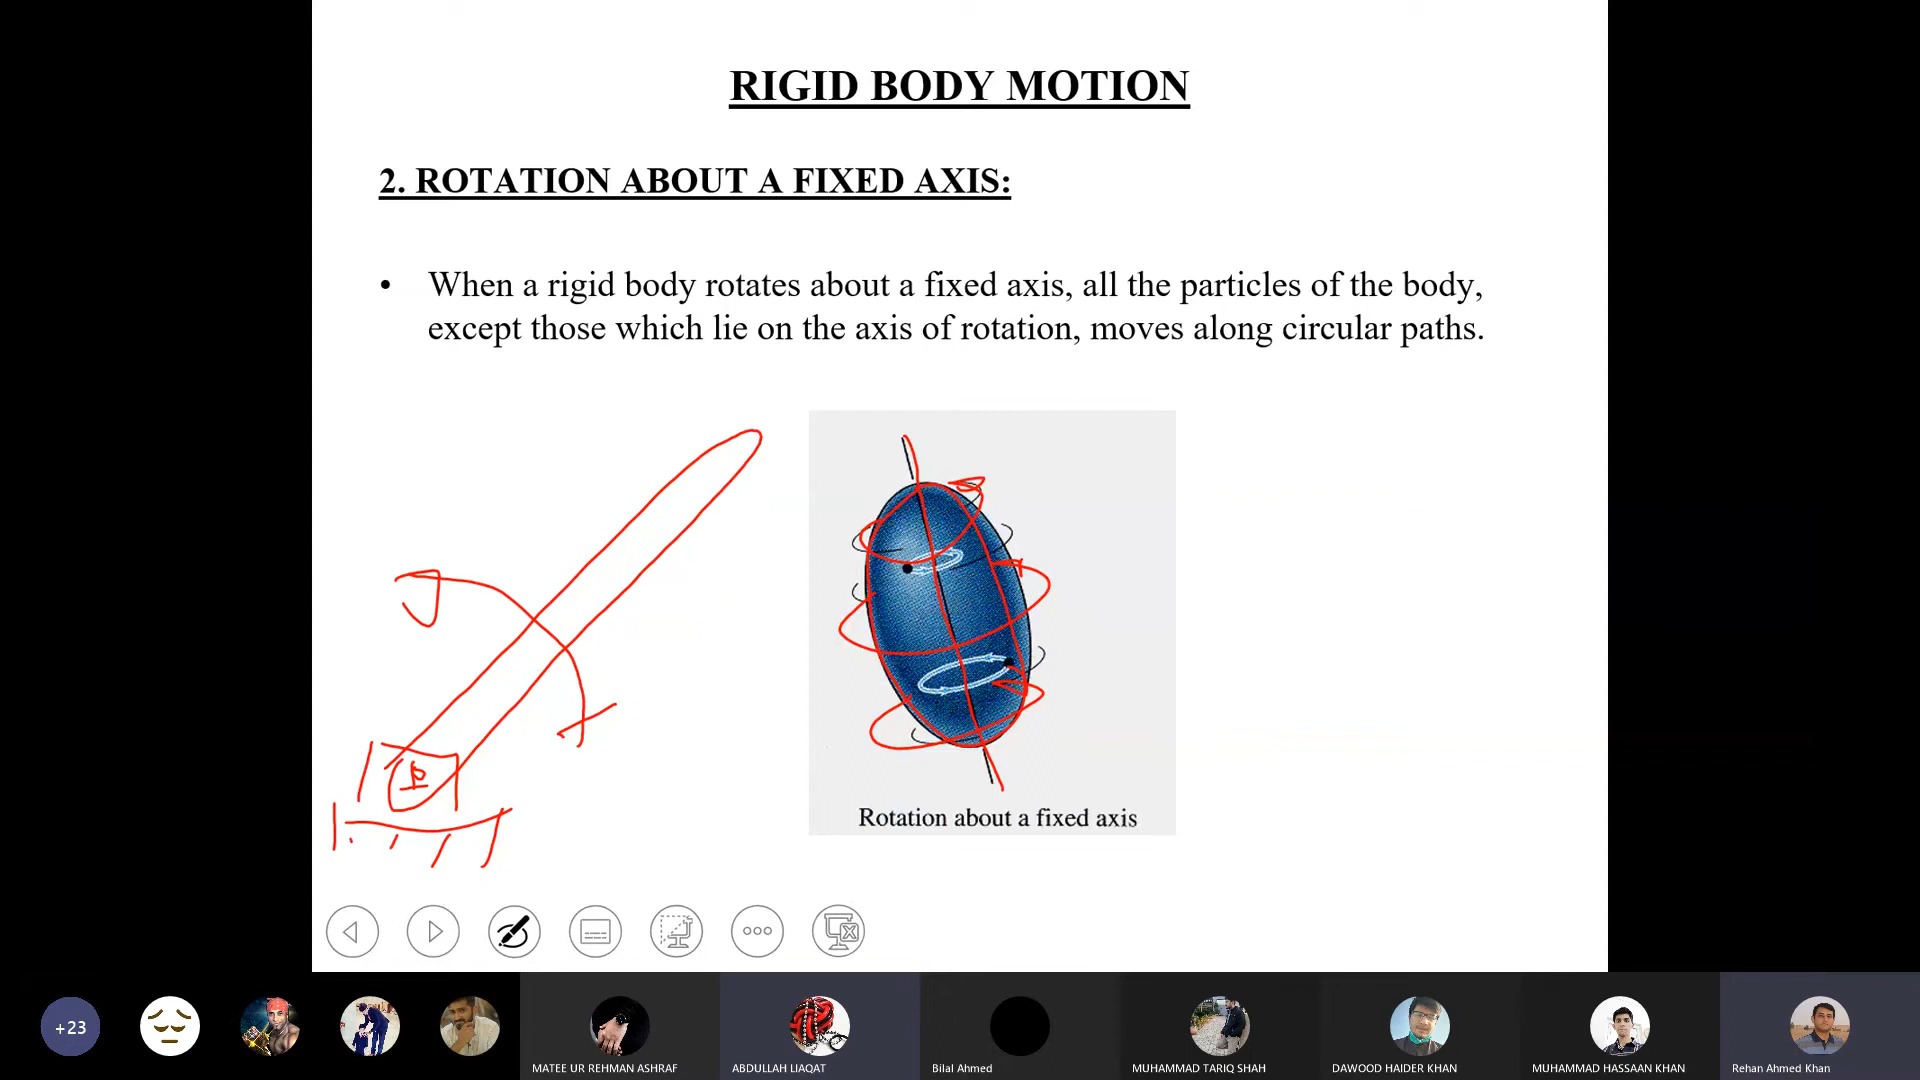 RIGID BODY MOTION
2. ROTATION ABOUT A FIXED AXIS:
• When a rigid body rotates about a fixed axis, all the particles of the body,
except those which lie on the axis of rotation, moves along circular paths.
Rotation about a fixed axis
+23
MATEE UR REHMAN ASHRAF
ABDULLAH LIAQAT
Bilal Ahmed
MUHAMMAD TARIQ SHAH
DAWOOD HAIDER KHAN
MUHAMMAD HASSAAN KHAN
Rehan Ahmed Khan